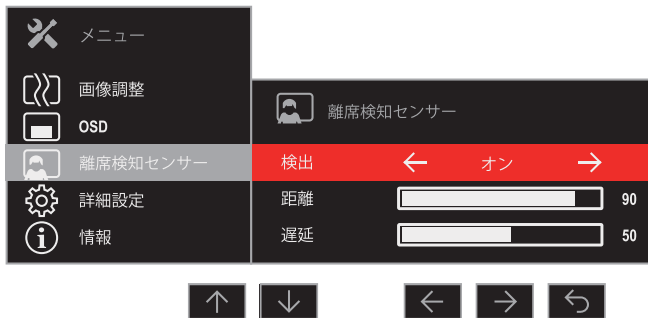 メニュー
画像調整
OSD
離席検知センサー
詳細設定
情報
離席検知センサー
検出 オン
距離 90
遅延 50